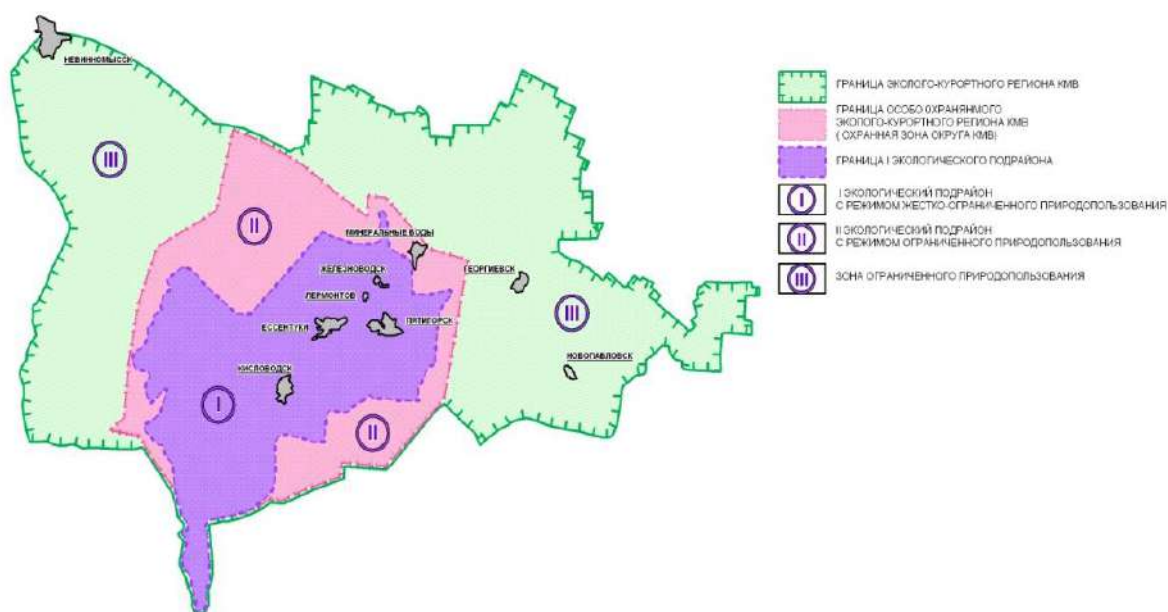 НЕВИННОМЫССК
III
II
МИНЕРАЛЬНЫЕ ВОДЫ
ЖЕЛЕЗНОВОДСК
ГЕОРГИЕВСК
ЛЕРМОНТОВ
III
ЕССЕНТУКИ
ПЯТИГОРСК
НОВОПАВЛОВСК
КИСЛОВОДСК
I
II
ГРАНИЦА ЭКОЛОГО-КУРОРТНОГО РЕГИОНА КМВ
ГРАНИЦА ОСОБО ОХРАНЯНМОГО
ЭКОЛОГО-КУРОРТНОГО РЕГИОНА КМВ
( ОХРАННАЯ ЗОНА ОКРУГА КМВ)
ГРАНИЦА I ЭКОЛОГИЧЕСКОГО ПОДРАЙОНА
I
I ЭКОЛОГИЧЕСКИЙ ПОДРАЙОН
С РЕЖИМОМ ЖЕСТКО-ОГРАНИЧЕННОГО ПРИРОДОПОЛЬЗОВАНИЯ
II
II ЭКОЛОГИЧЕСКИЙ ПОДРАЙОН
С РЕЖИМОМ ОГРАНИЧЕННОГО ПРИРОДОПОЛЬЗОВАНИЯ
III
ЗОНА ОГРАНИЧЕННОГО ПРИРОДОПОЛЬЗОВАНИЯ